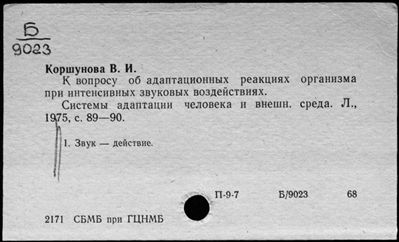 Б
9023
Коршунова В. И.
К вопросу об адаптационных реакциях организма
при интенсивных звуковых воздействиях.
Системы адаптации человека и внешн. среда. Л.,
1975, с. 89—90.
1. Звук — действие.
П-9-7 Б/9023 68
2171 СБМБ при ГЦНМБ